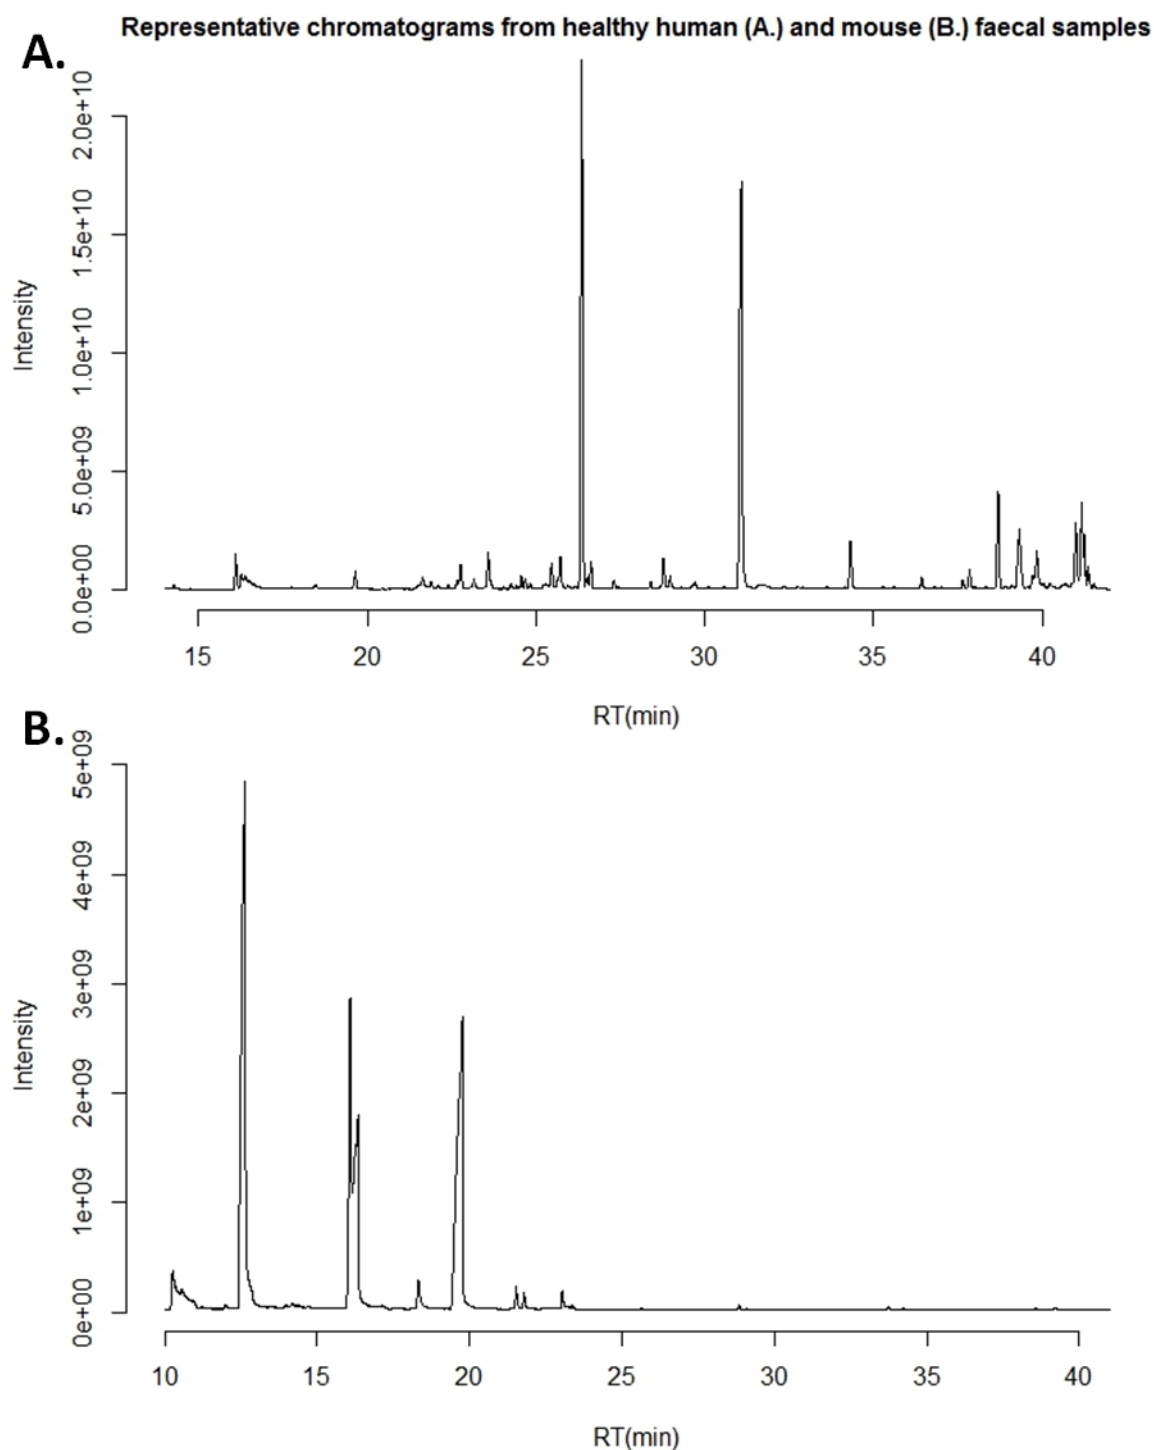 Representative chromatograms from healthy human (A.) and mouse (B.) faecal samples
A.
2.0e+10
1.5e+10
1.0e+10
5.0e+09
0.0e+00
Intensity
15 20 25 30 35 40
RT(min)
B.
5e+09
4e+09
3e+09
2e+09
1e+09
0e+00
Intensity
10 15 20 25 30 35 40
RT(min)